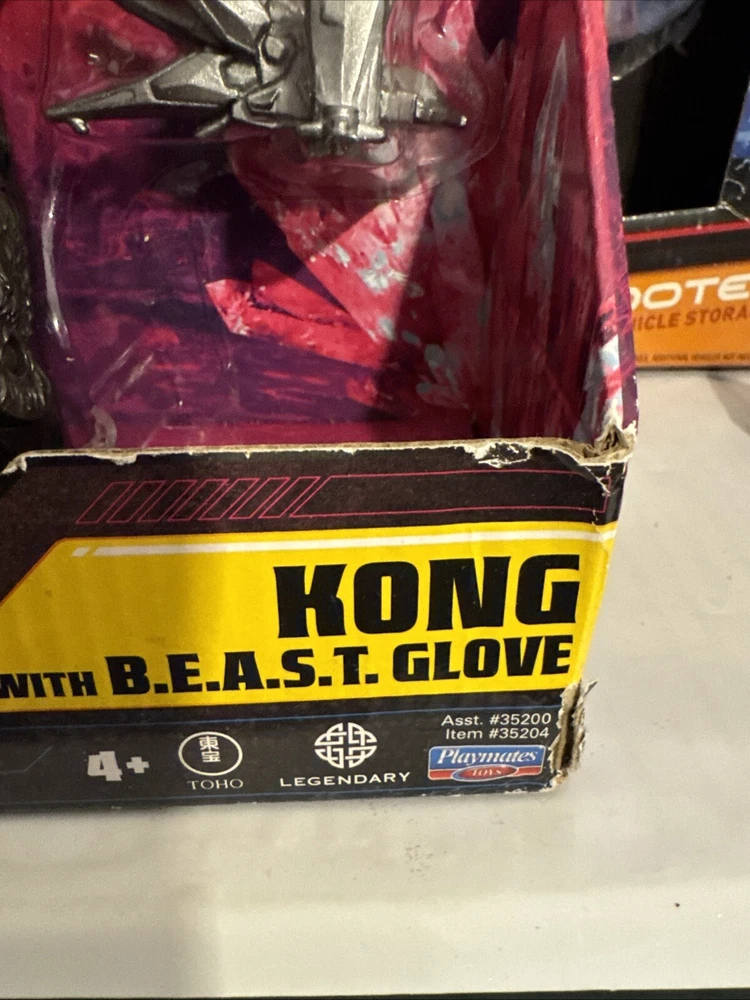 KONG
WITH B.E.A.S.T. GLOVE
4+
東宝
TOHO
LEGENDARY
Asst. #35200
Item #35204
Playmates
TOYS